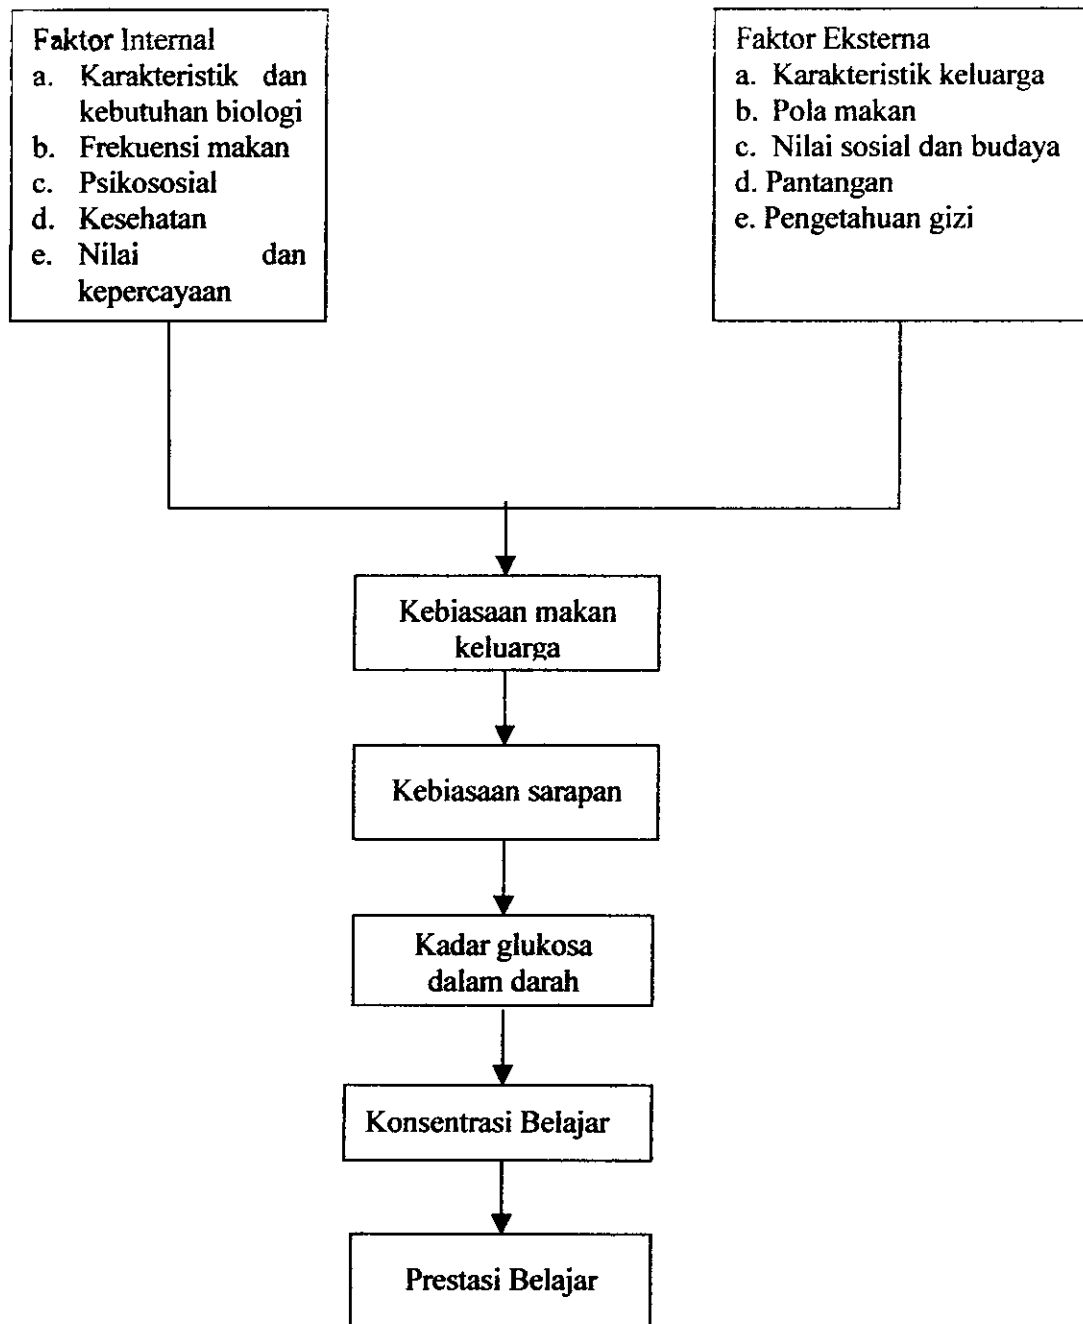 Faktor Internal
a. Karakteristik dan
kebutuhan biologi
b. Frekuensi makan
c. Psikososial
d. Kesehatan
e. Nilai dan
kepercayaan
Faktor Eksterna
a. Karakteristik keluarga
b. Pola makan
c. Nilai sosial dan budaya
d. Pantangan
e. Pengetahuan gizi
Kebiasaan makan
keluarga
Kebiasaan sarapan
Kadar glukosa
dalam darah
Konsentrasi Belajar
Prestasi Belajar